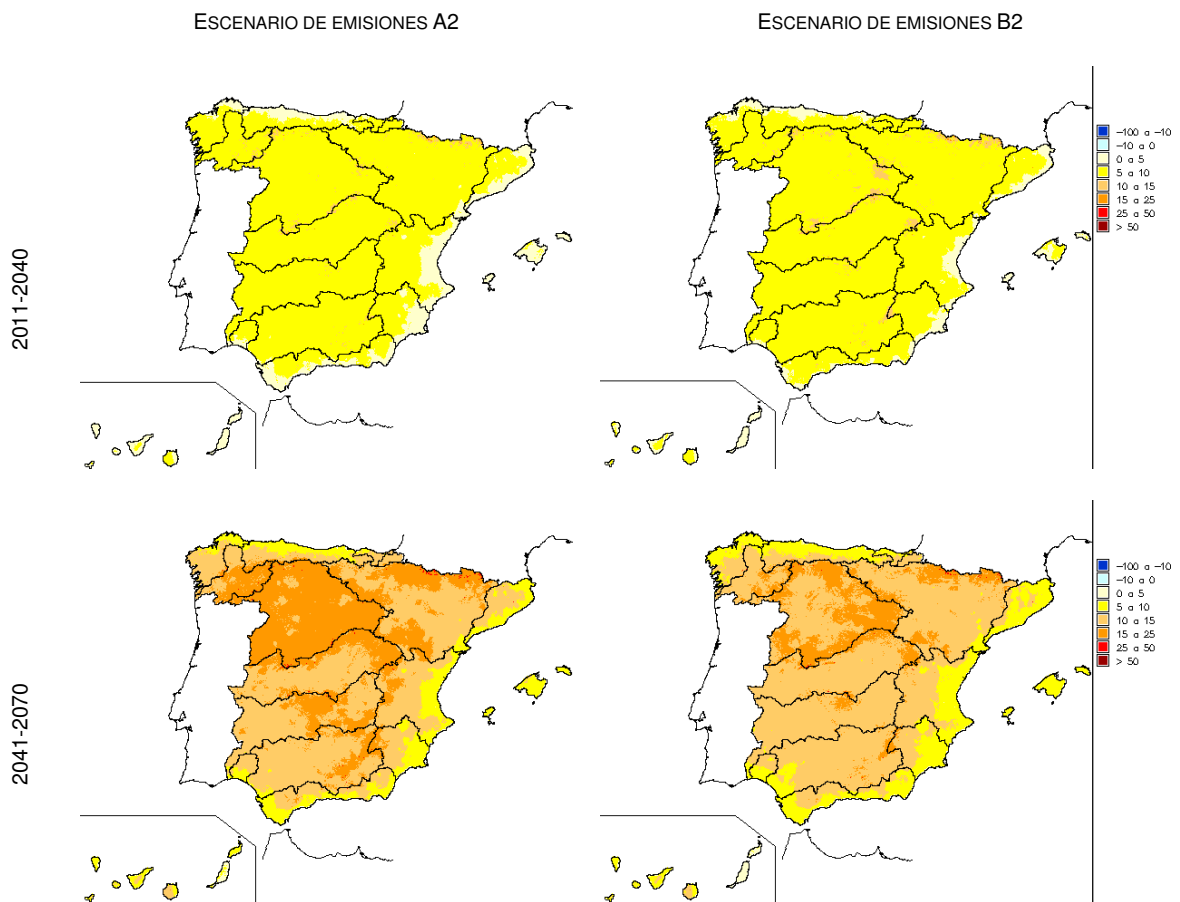 ESCENARIO DE EMISIONES A2
ESCENARIO DE EMISIONES B2
2011-2040
-100 a -10
-10 a 0
0 a 5
5 a 10
10 a 15
15 a 25
25 a 50
> 50
2041-2070
-100 a -10
-10 a 0
0 a 5
5 a 10
10 a 15
15 a 25
25 a 50
> 50